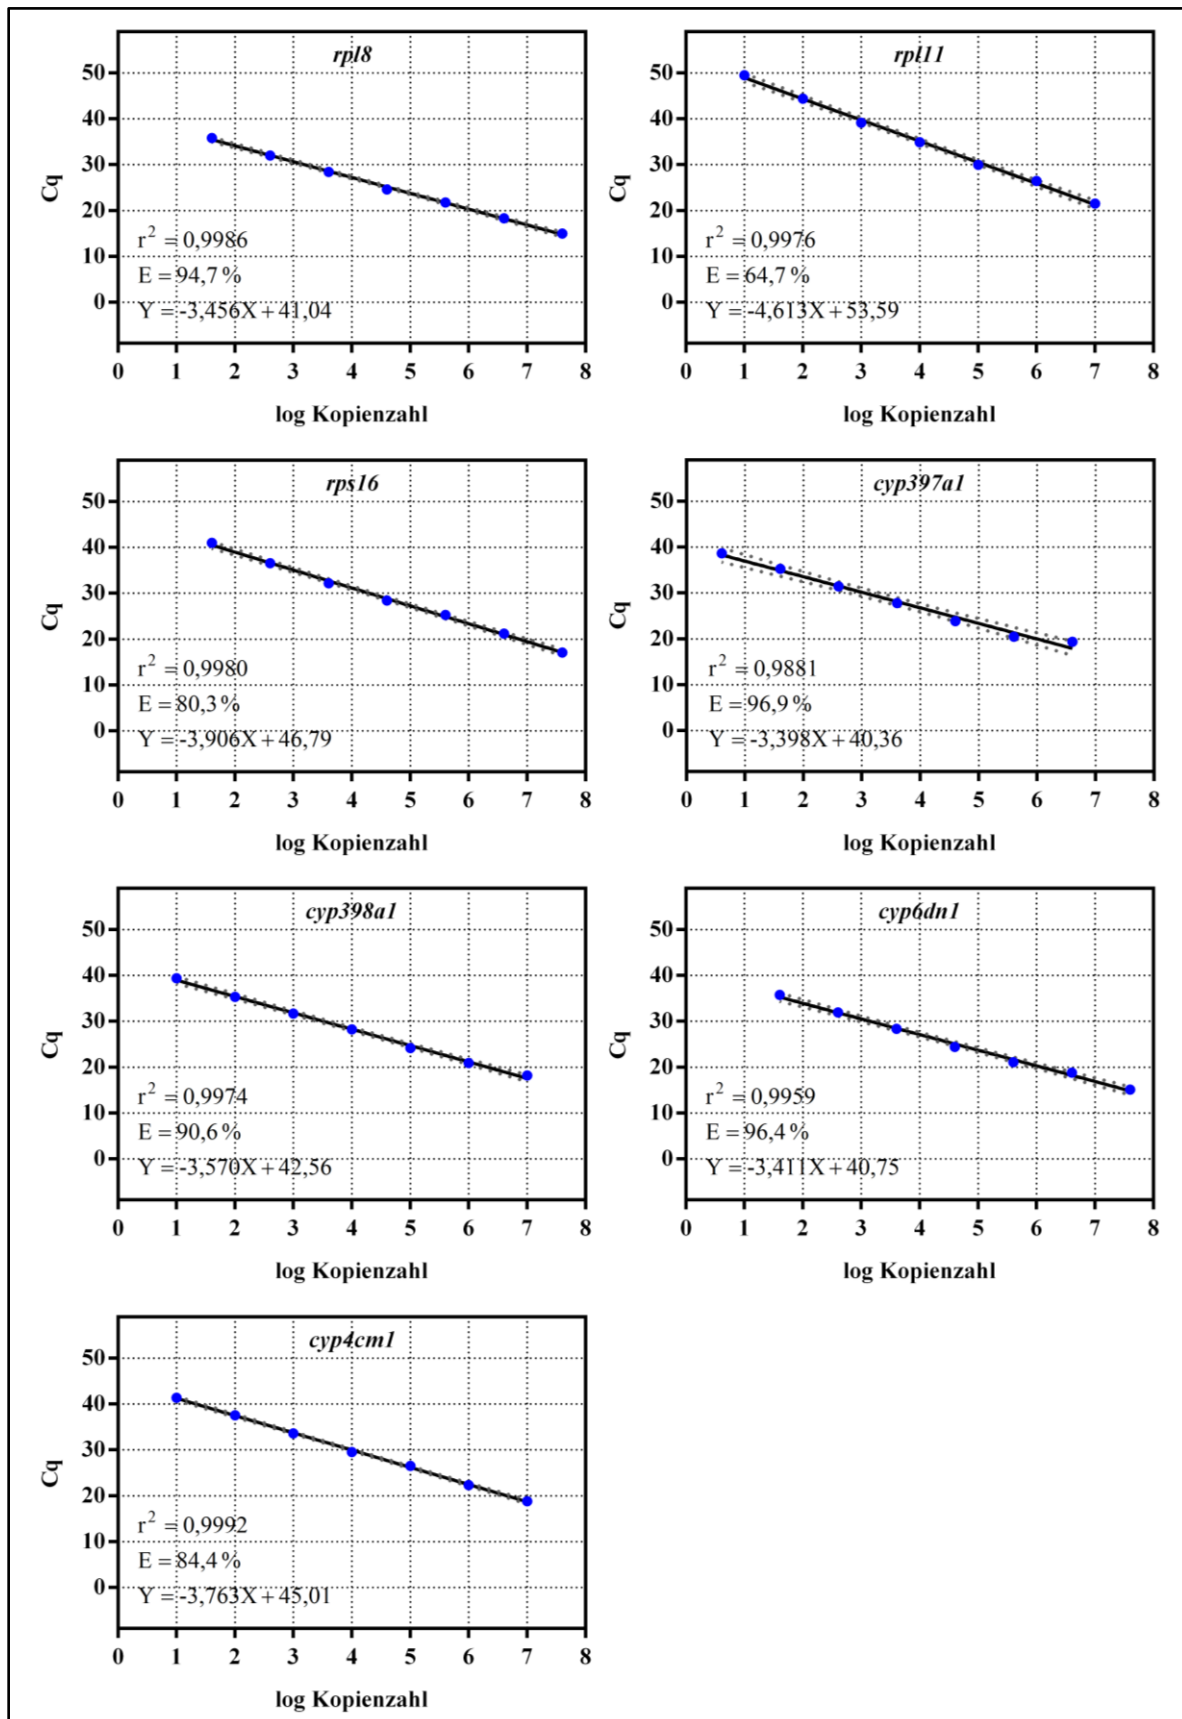 rpl8
50
40
30
20
10
0
Cq
r² = 0,9986
E = 94,7 %
Y = -3,456X + 41,04
0 1 2 3 4 5 6 7 8
log Kopienzahl
rpl11
50
40
30
20
10
0
Cq
r² = 0,9976
E = 64,7 %
Y = -4,613X + 53,59
0 1 2 3 4 5 6 7 8
log Kopienzahl
rps16
50
40
30
20
10
0
Cq
r² = 0,9980
E = 80,3 %
Y = -3,906X + 46,79
0 1 2 3 4 5 6 7 8
log Kopienzahl
cyp397a1
50
40
30
20
10
0
Cq
r² = 0,9881
E = 96,9 %
Y = -3,398X + 40,36
0 1 2 3 4 5 6 7 8
log Kopienzahl
cyp398a1
50
40
30
20
10
0
Cq
r² = 0,9974
E = 90,6 %
Y = -3,570X + 42,56
0 1 2 3 4 5 6 7 8
log Kopienzahl
cyp6dn1
50
40
30
20
10
0
Cq
r² = 0,9959
E = 96,4 %
Y = -3,411X + 40,75
0 1 2 3 4 5 6 7 8
log Kopienzahl
cyp4cm1
50
40
30
20
10
0
Cq
r² = 0,9992
E = 84,4 %
Y = -3,763X + 45,01
0 1 2 3 4 5 6 7 8
log Kopienzahl